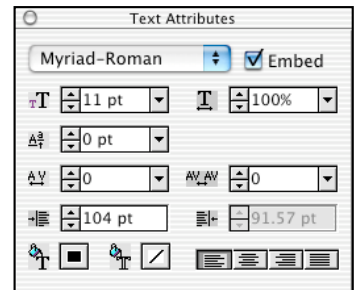 Text Attributes
Myriad-Roman Embed
11 pt 100%
0 pt
0 0
104 pt 91.57 pt